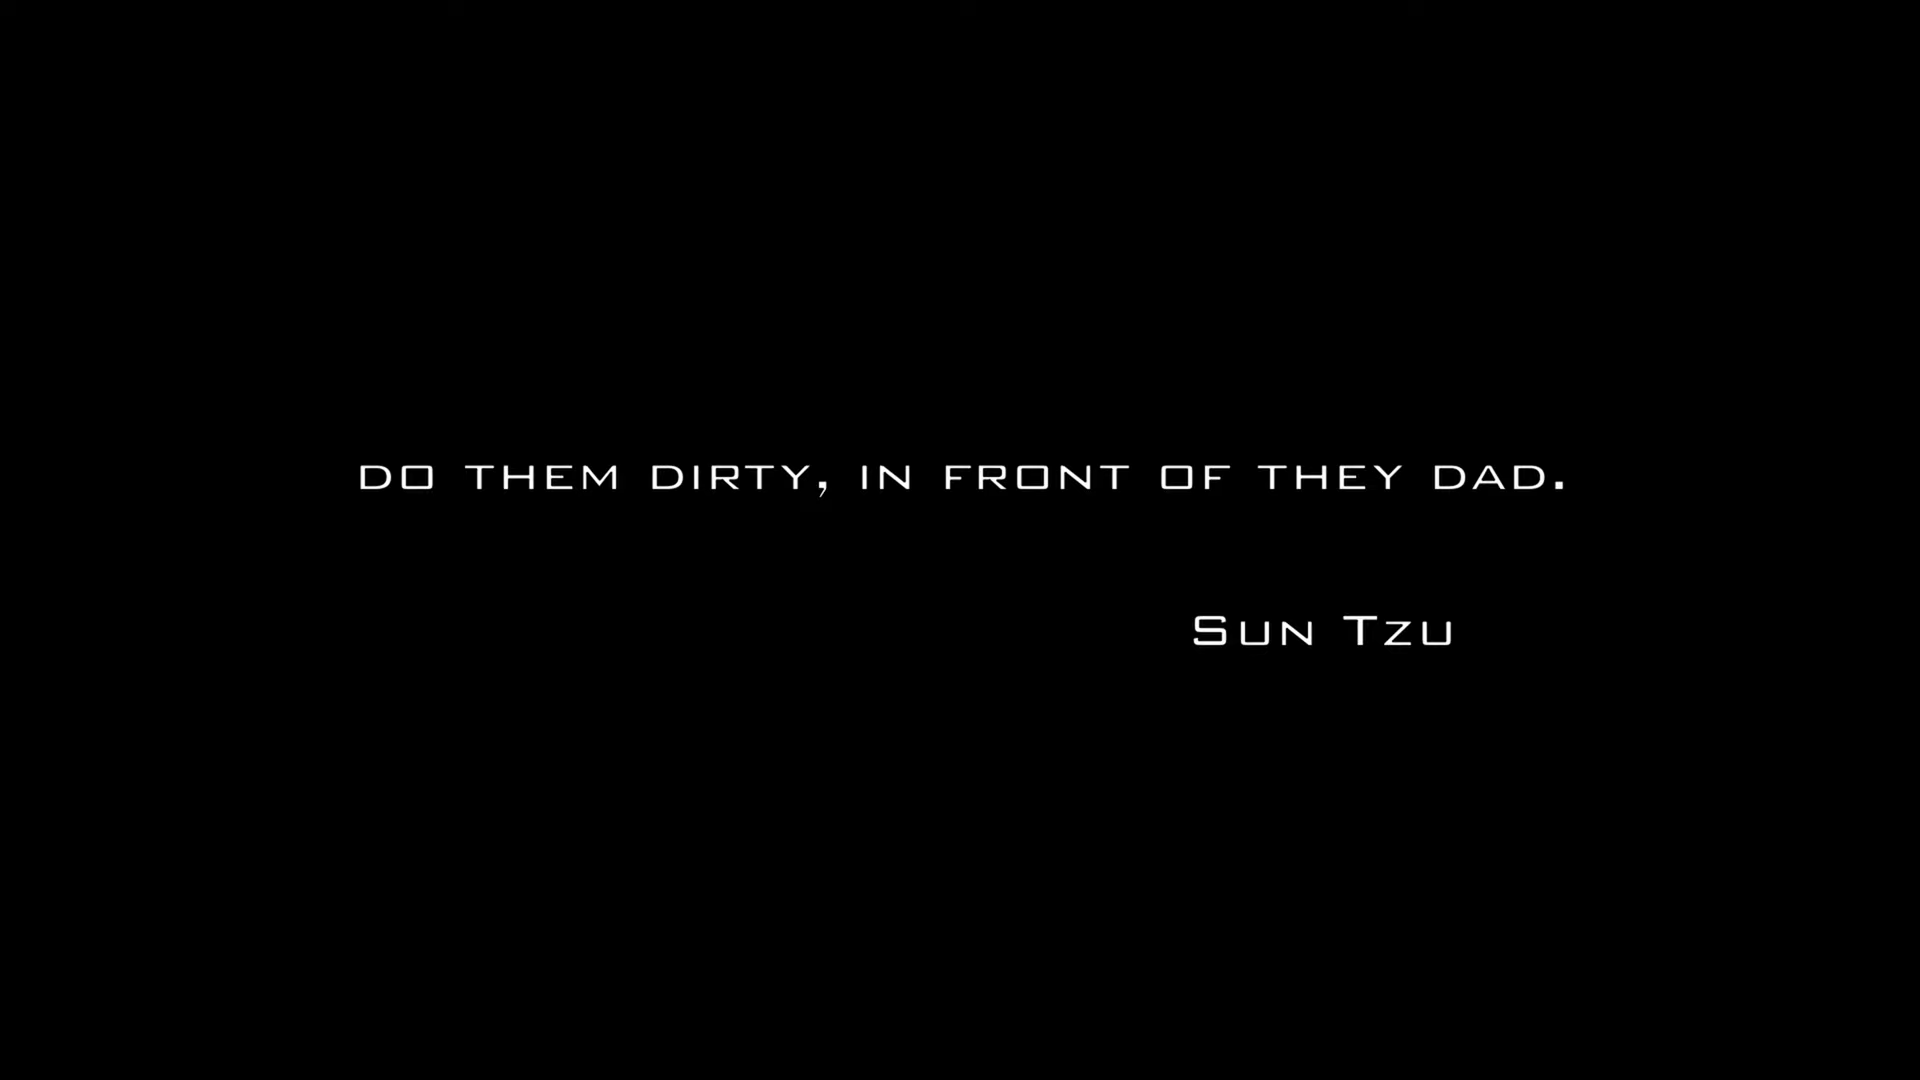 DO THEM DIRTY, IN FRONT OF THEY DAD.
Sun Tzu